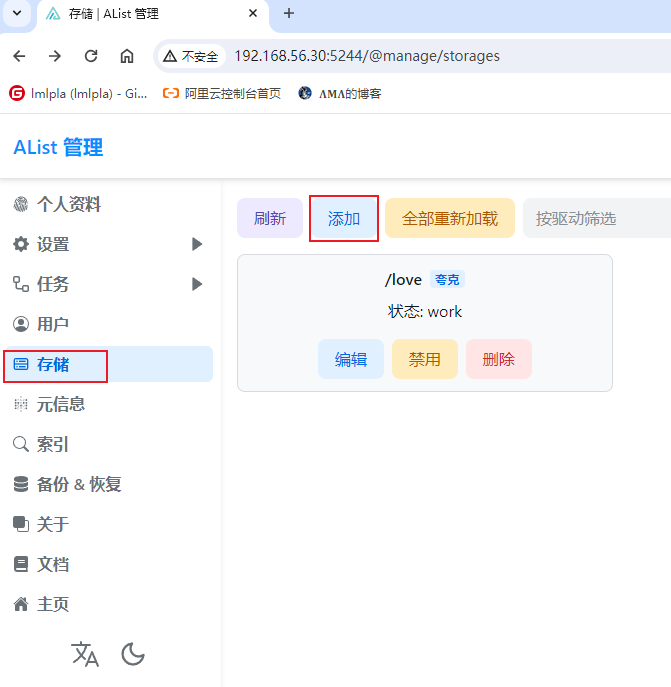 存储 | AList 管理
不安全 192.168.56.30:5244/@manage/storages
lmlpla (lmlpla) - Gi... 阿里云控制台首页 AMA的博客
AList 管理
个人资料
设置
任务
用户
存储
元信息
索引
备份 & 恢复
关于
文档
主页
刷新 添加 全部重新加载 按驱动筛选
/love 夸克
状态: work
编辑 禁用 删除